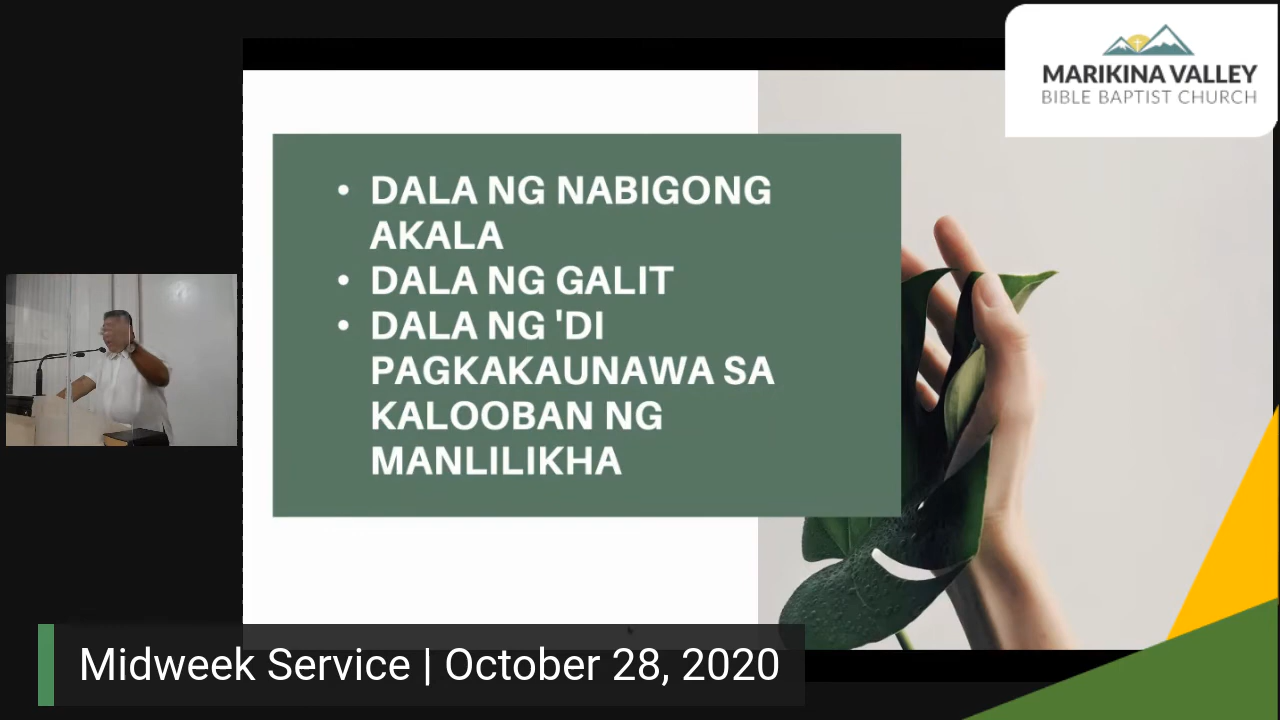 MARIKINA VALLEY
BIBLE BAPTIST CHURCH
• DALA NG NABIGONG
AKALA
• DALA NG GALIT
• DALA NG 'DI
PAGKAKAUNAWA SA
KALOOBAN NG
MANLILIKHA
Midweek Service | October 28, 2020